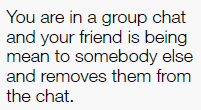 You are in a group chat
and your friend is being
mean to somebody else
and removes them from
the chat.